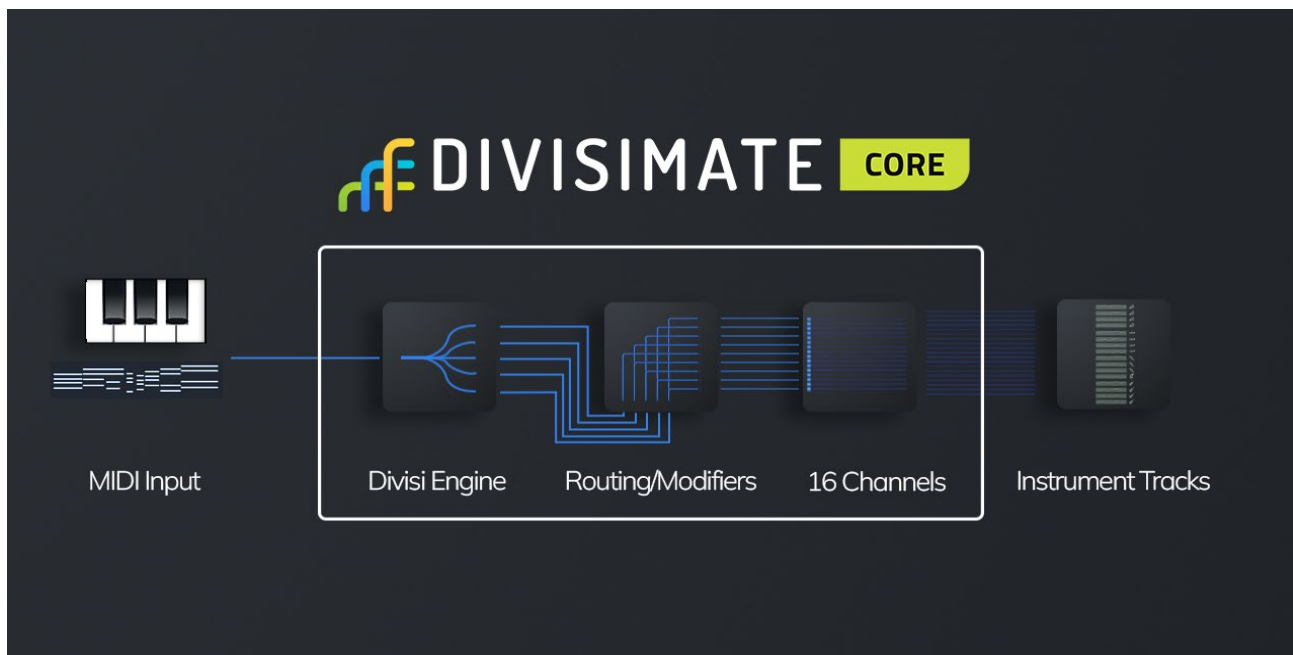 DIVISIMATE CORE
MIDI Input
Divisi Engine
Routing/Modifiers
16 Channels
Instrument Tracks